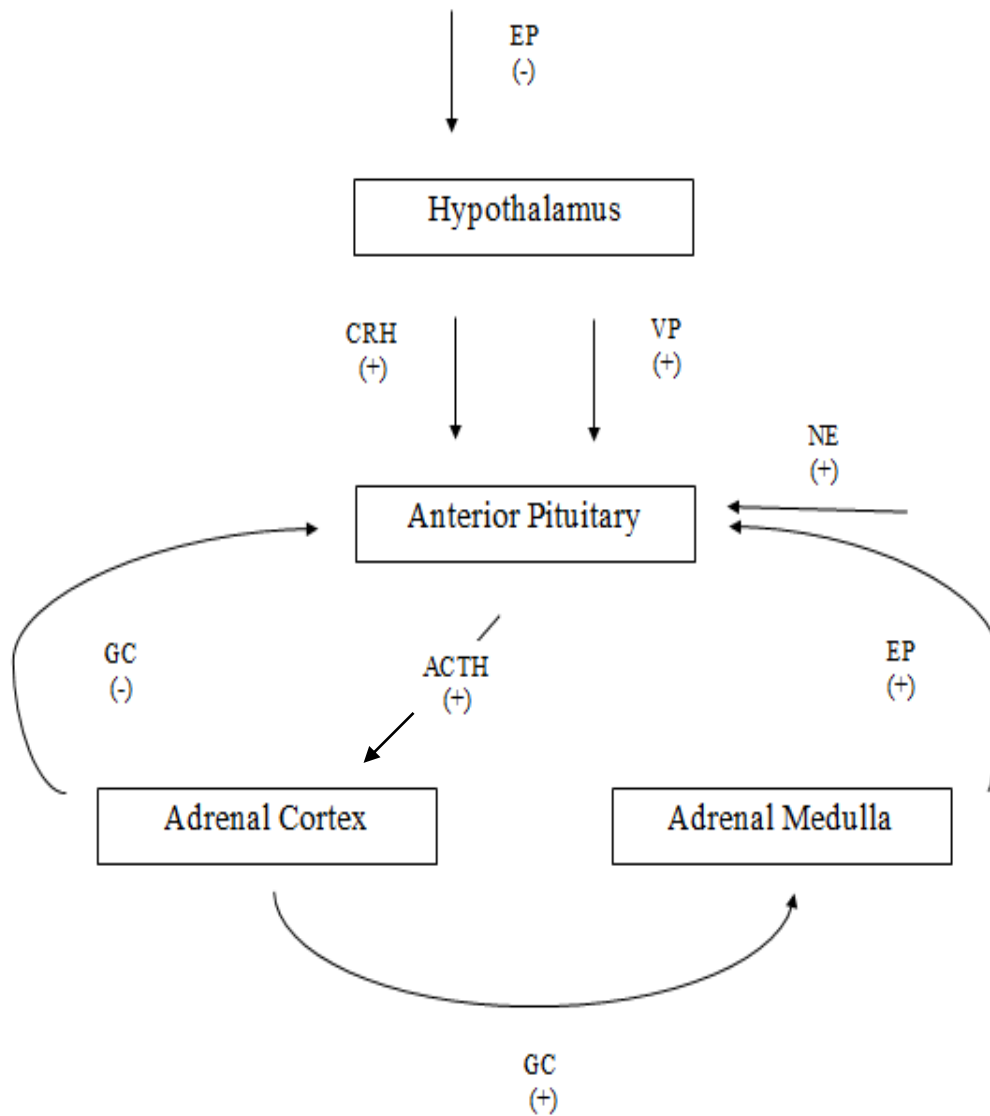 EP
(-)
Hypothalamus
CRH
(+)
VP
(+)
NE
(+)
Anterior Pituitary
GC
(-)
ACTH
(+)
EP
(+)
Adrenal Cortex
Adrenal Medulla
GC
(+)